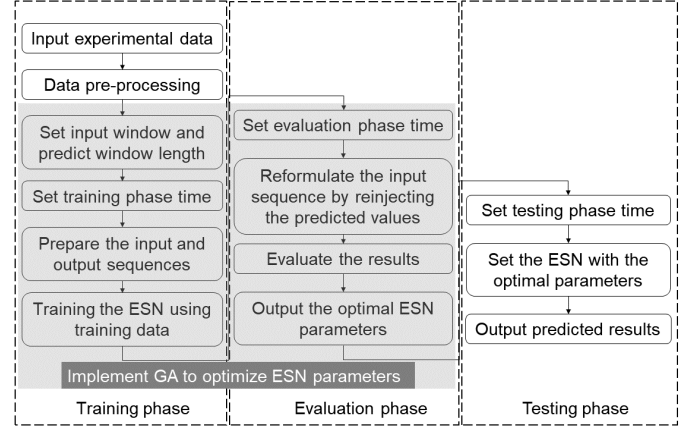 Input experimental data
Data pre-processing
Set input window and
predict window length
Set training phase time
Prepare the input and
output sequences
Training the ESN using
training data
Set evaluation phase time
Reformulate the input
sequence by reinjecting
the predicted values
Evaluate the results
Output the optimal ESN
parameters
Set testing phase time
Set the ESN with the
optimal parameters
Output predicted results
Implement GA to optimize ESN parameters
Training phase
Evaluation phase
Testing phase